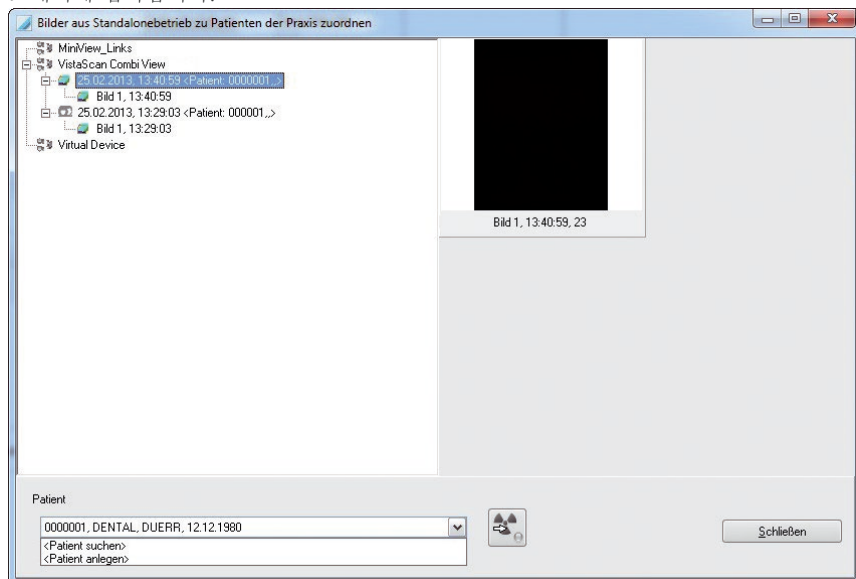 Bilder aus Standalonebetrieb zu Patienten der Praxis zuordnen
MiniView_Links
VistaScan Combi View
25.02.2013, 13:40:59 <Patient: 0000001,,>
Bild 1, 13:40:59
25.02.2013, 13:29:03 <Patient: 000001,,>
Bild 1, 13:29:03
Virtual Device
Bild 1, 13:40:59, 23
Patient
0000001, DENTAL, DUERR, 12.12.1980
<Patient suchen>
<Patient anlegen>
Schließen